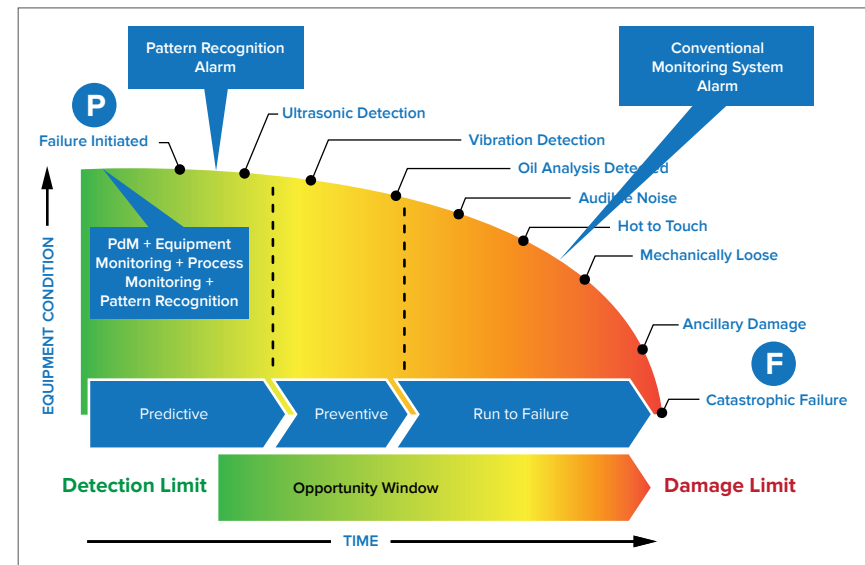 Pattern Recognition
Alarm
Conventional
Monitoring System
Alarm
P
Failure Initiated
Ultrasonic Detection
Vibration Detection
Oil Analysis Detected
Audible Noise
Hot to Touch
Mechanically Loose
Ancillary Damage
F
Catastrophic Failure
PdM + Equipment
Monitoring + Process
Monitoring +
Pattern Recognition
EQUIPMENT CONDITION
Predictive
Preventive
Run to Failure
Detection Limit
Opportunity Window
Damage Limit
TIME